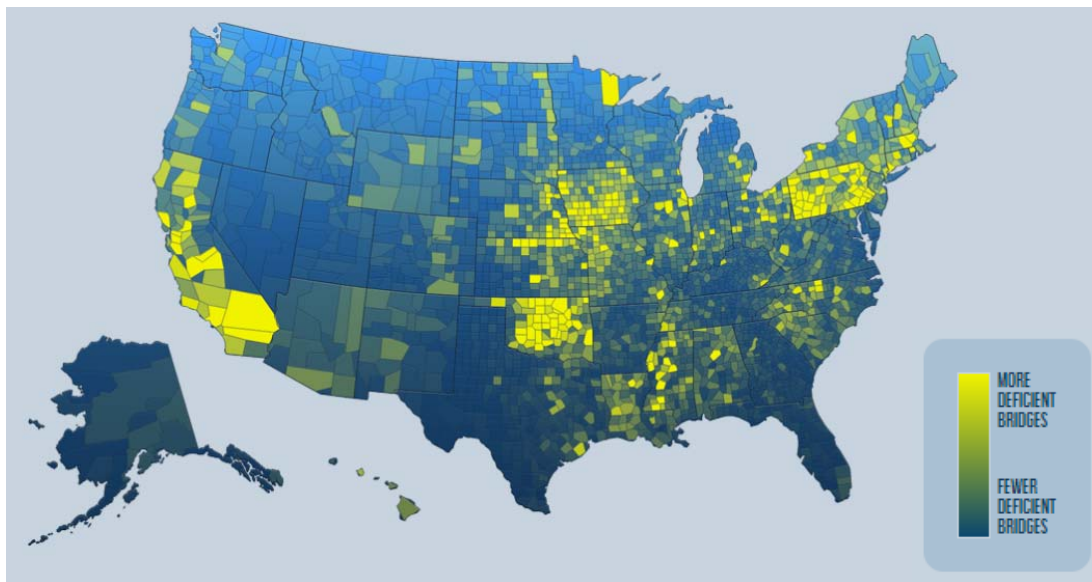 MORE
DEFICIENT
BRIDGES
FEWER
DEFICIENT
BRIDGES